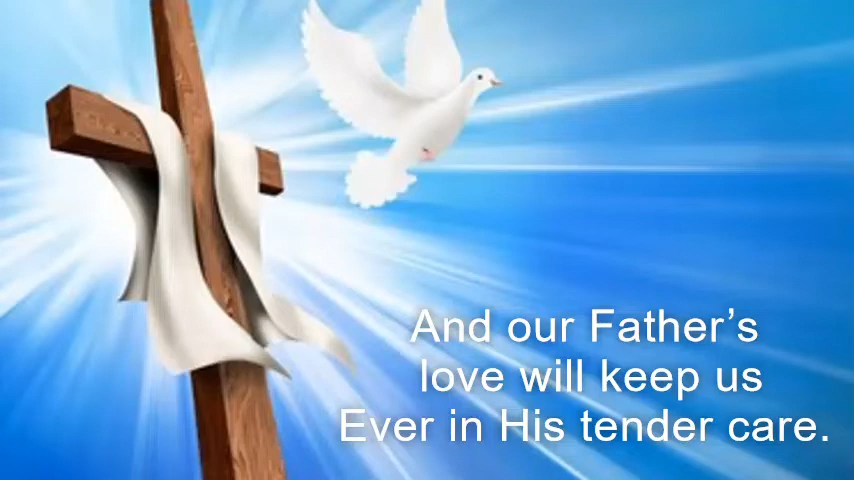 And our Father’s
love will keep us
Ever in His tender care.